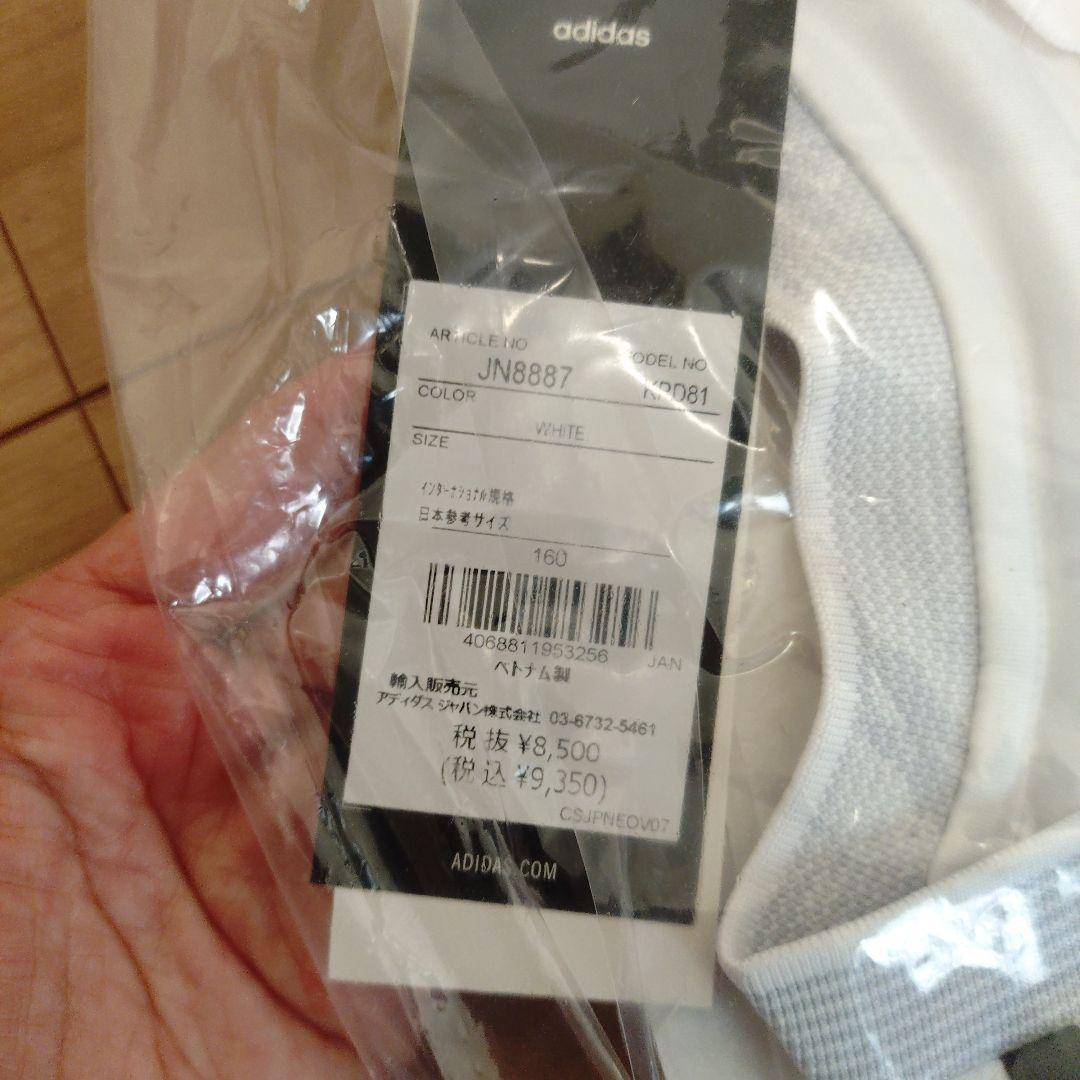 adidas
ARTICLE NO
MODEL NO
JN8887
COLOR
WHITE
SIZE
インターナショナル規格
日本参考サイズ
160
4068811953256 JAN
ベトナム製
輸入販売元
アディダス ジャパン株式会社 03-6732-5461
税抜 ¥8,500
(税込 ¥9,350)
CSJPNEOV07
ADIDAS.COM